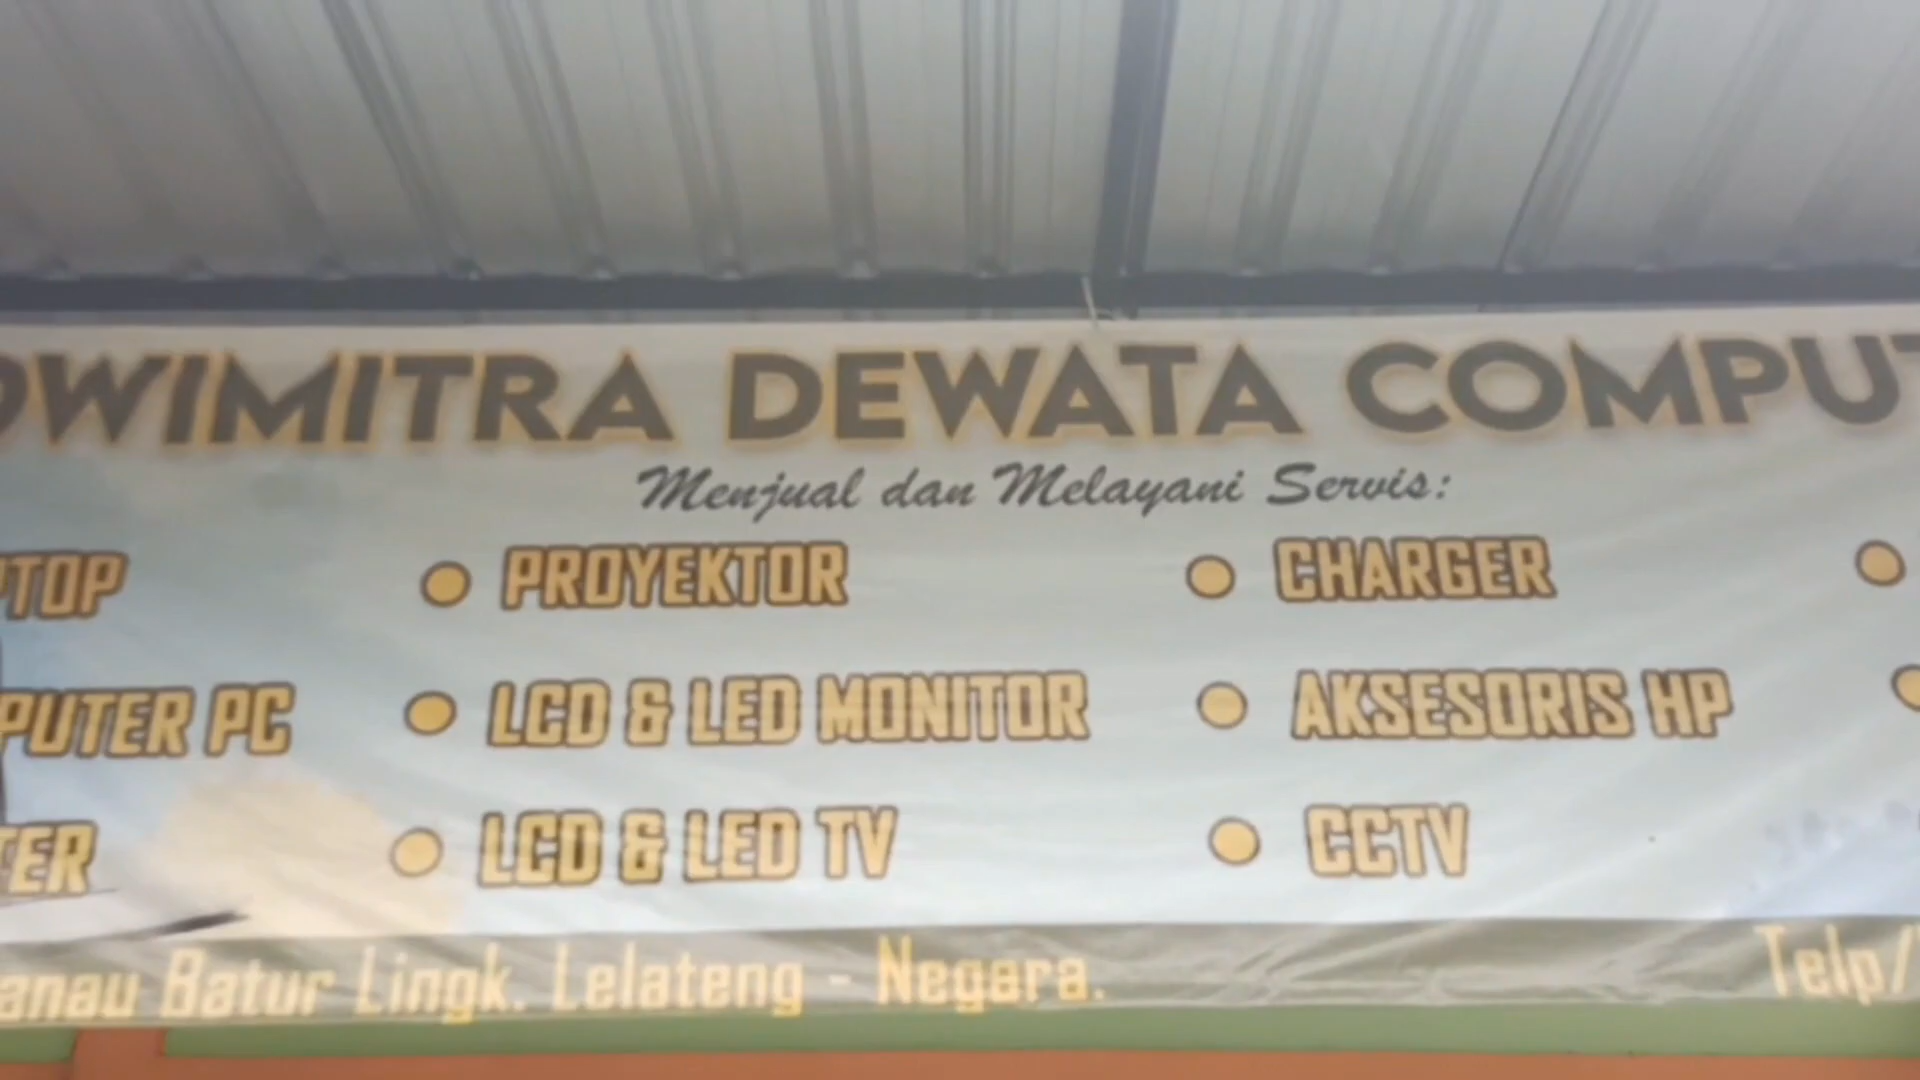 DWIMITRA DEWATA COMPUT
Menjual dan Melayani Servis:
PTOP
PROYEKTOR
CHARGER
PUTER PC
LCD & LED MONITOR
AKSESORIS HP
TER
LCD & LED TV
CCTV
anau Batur Lingk. Lelateng - Negara.
Telp/